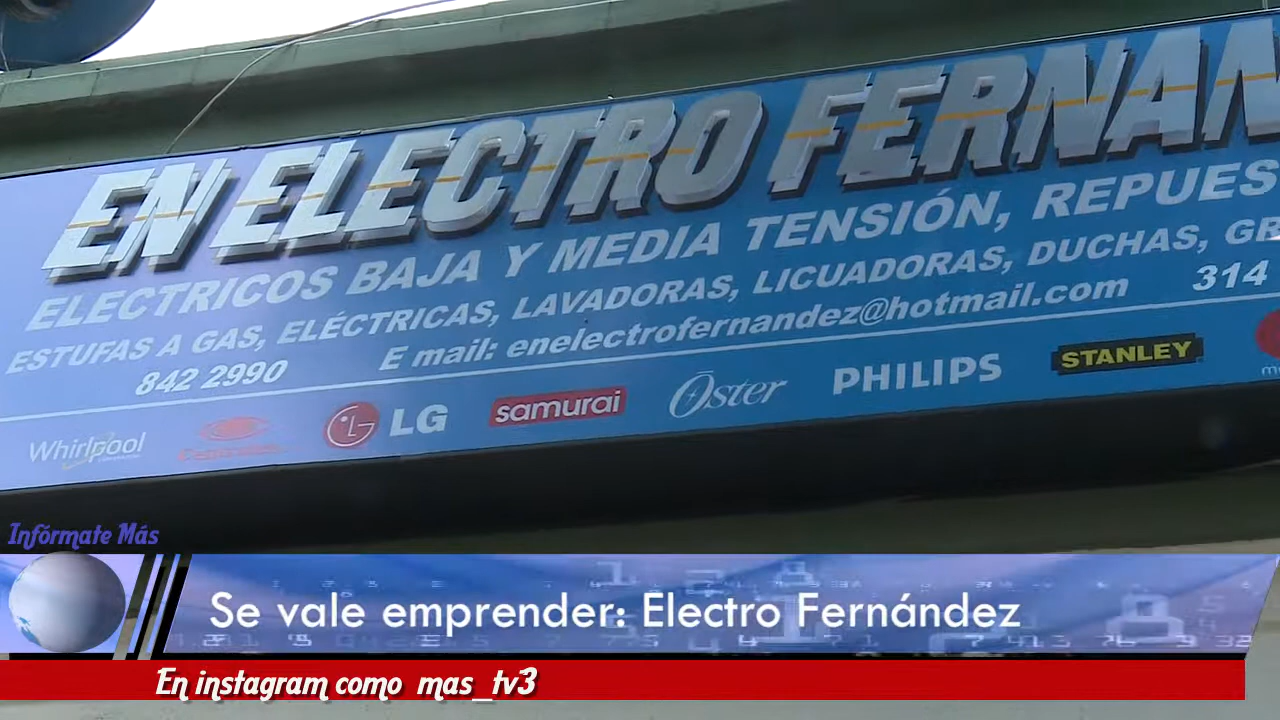 EN ELECTRO FERNAN
ELECTRICOS BAJA Y MEDIA TENSIÓN, REPUES
ESTUFAS A GAS, ELÉCTRICAS, LAVADORAS, LICUADORAS, DUCHAS, GR
842 2990 E mail: enelectrofernandez@hotmail.com 314
Whirlpool LG samurai Oster PHILIPS STANLEY
Infórmate Más
Se vale emprender: Electro Fernández
En instagram como mas_tv3